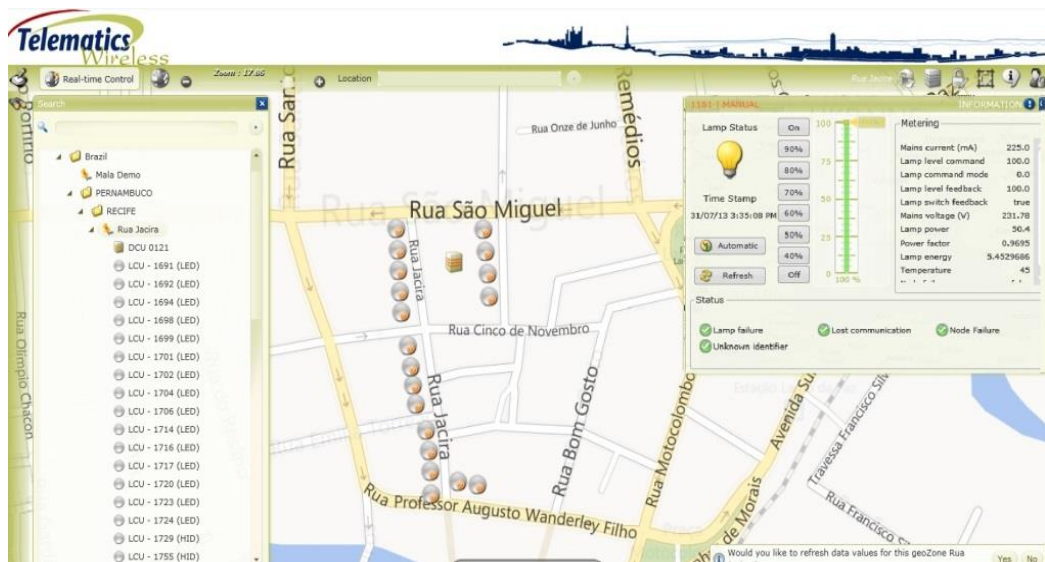 Telematics
Wireless
Real-time Control
Zoom : 17.86
Location
Rua Jacira
Search
Brazil
Mala Demo
PERNAMBUCO
RECIFE
Rua Jacira
DCU 0121
LCU - 1691 (LED)
LCU - 1692 (LED)
LCU - 1694 (LED)
LCU - 1698 (LED)
LCU - 1699 (LED)
LCU - 1701 (LED)
LCU - 1702 (LED)
LCU - 1704 (LED)
LCU - 1706 (LED)
LCU - 1714 (LED)
LCU - 1716 (LED)
LCU - 1717 (LED)
LCU - 1720 (LED)
LCU - 1723 (LED)
LCU - 1724 (LED)
LCU - 1729 (HID)
LCU - 1755 (HID)
Rua Olimpio Chacon
Rua San
Remédios
Rua Onze de Junho
Rua São Miguel
Rua Jacira
Rua Cinco de Novembro
Rua Jacira
Rua Bom Gosto
Rua Motocolombo
Avenida Su
Travessa Francisco Silv
Rua Francisco
de Morais
Rua Professor Augusto Wanderley Filho
MANUAL
INFORMATION
Lamp Status
Time Stamp
31/07/13 3:35:08 PM
Automatic
Refresh
On
90%
80%
70%
60%
50%
40%
Off
100
75
50
25
0
100 %
Metering
Mains current (mA) 225.0
Lamp level command 100.0
Lamp command mode 0.0
Lamp level feedback 100.0
Lamp switch feedback true
Mains voltage (V) 231.78
Lamp power 50.4
Power factor 0.9695
Lamp energy 5.4529686
Temperature 45
Status
Lamp failure
Lost communication
Node Failure
Unknown identifier
Would you like to refresh data values for this geoZone Rua
Yes
No